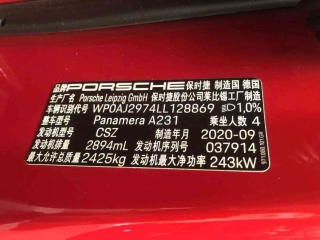 品牌 PORSCHE 保时捷 制造国 德国
生产厂名 Porsche Leipzig GmbH 保时捷股份公司莱比锡工厂制造
车辆识别代号 WP0AJ2974LL128869 1,0%
整车型号 Panamera A231 乘坐人数 4
发动机型号 CSZ 制造年月 2020-09
发动机排量 2894mL 发动机序列号 037914
最大允许总质量 2425kg 发动机最大净功率 243kW